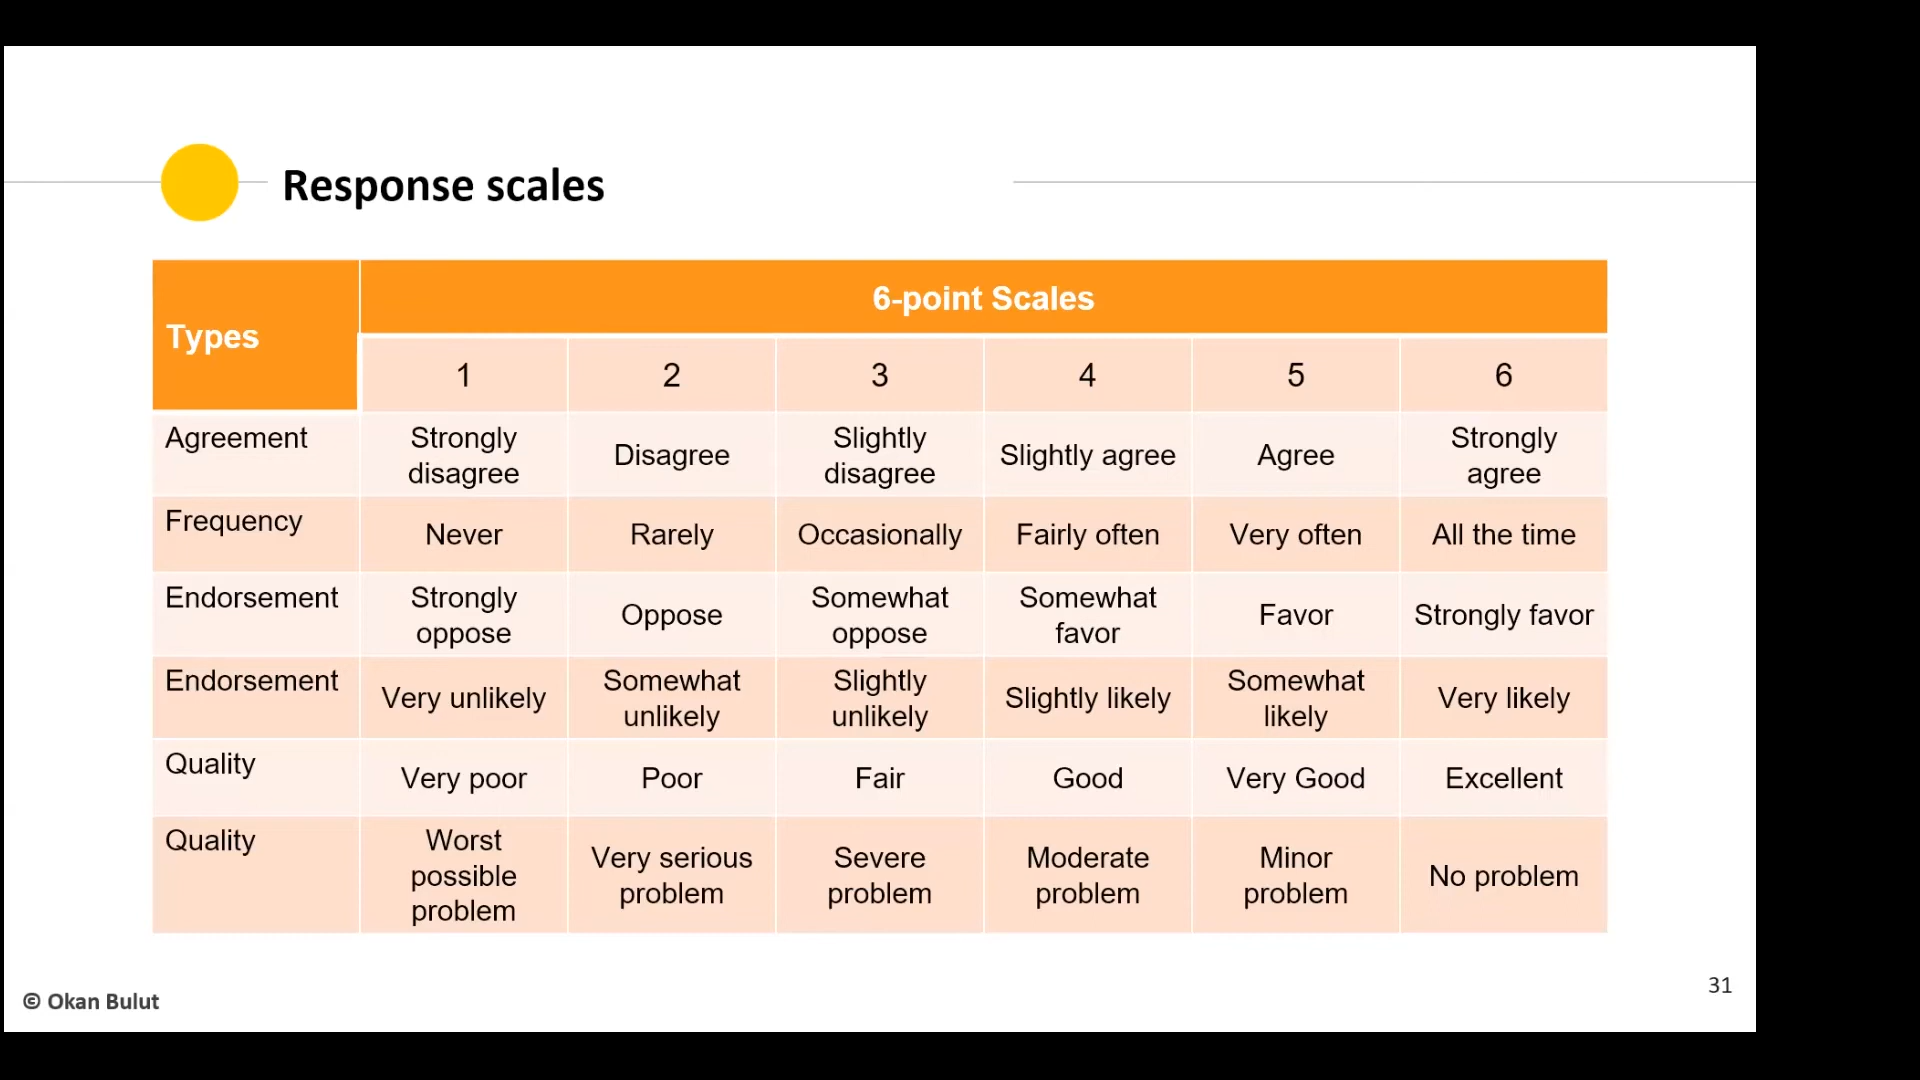 Response scales
Types
6-point Scales
1 2 3 4 5 6
Agreement
Strongly
disagree
Disagree
Slightly
disagree
Slightly agree
Agree
Strongly
agree
Frequency
Never
Rarely
Occasionally
Fairly often
Very often
All the time
Endorsement
Strongly
oppose
Oppose
Somewhat
oppose
Somewhat
favor
Favor
Strongly favor
Endorsement
Very unlikely
Somewhat
unlikely
Slightly
unlikely
Slightly likely
Somewhat
likely
Very likely
Quality
Very poor
Poor
Fair
Good
Very Good
Excellent
Quality
Worst
possible
problem
Very serious
problem
Severe
problem
Moderate
problem
Minor
problem
No problem
31
© Okan Bulut